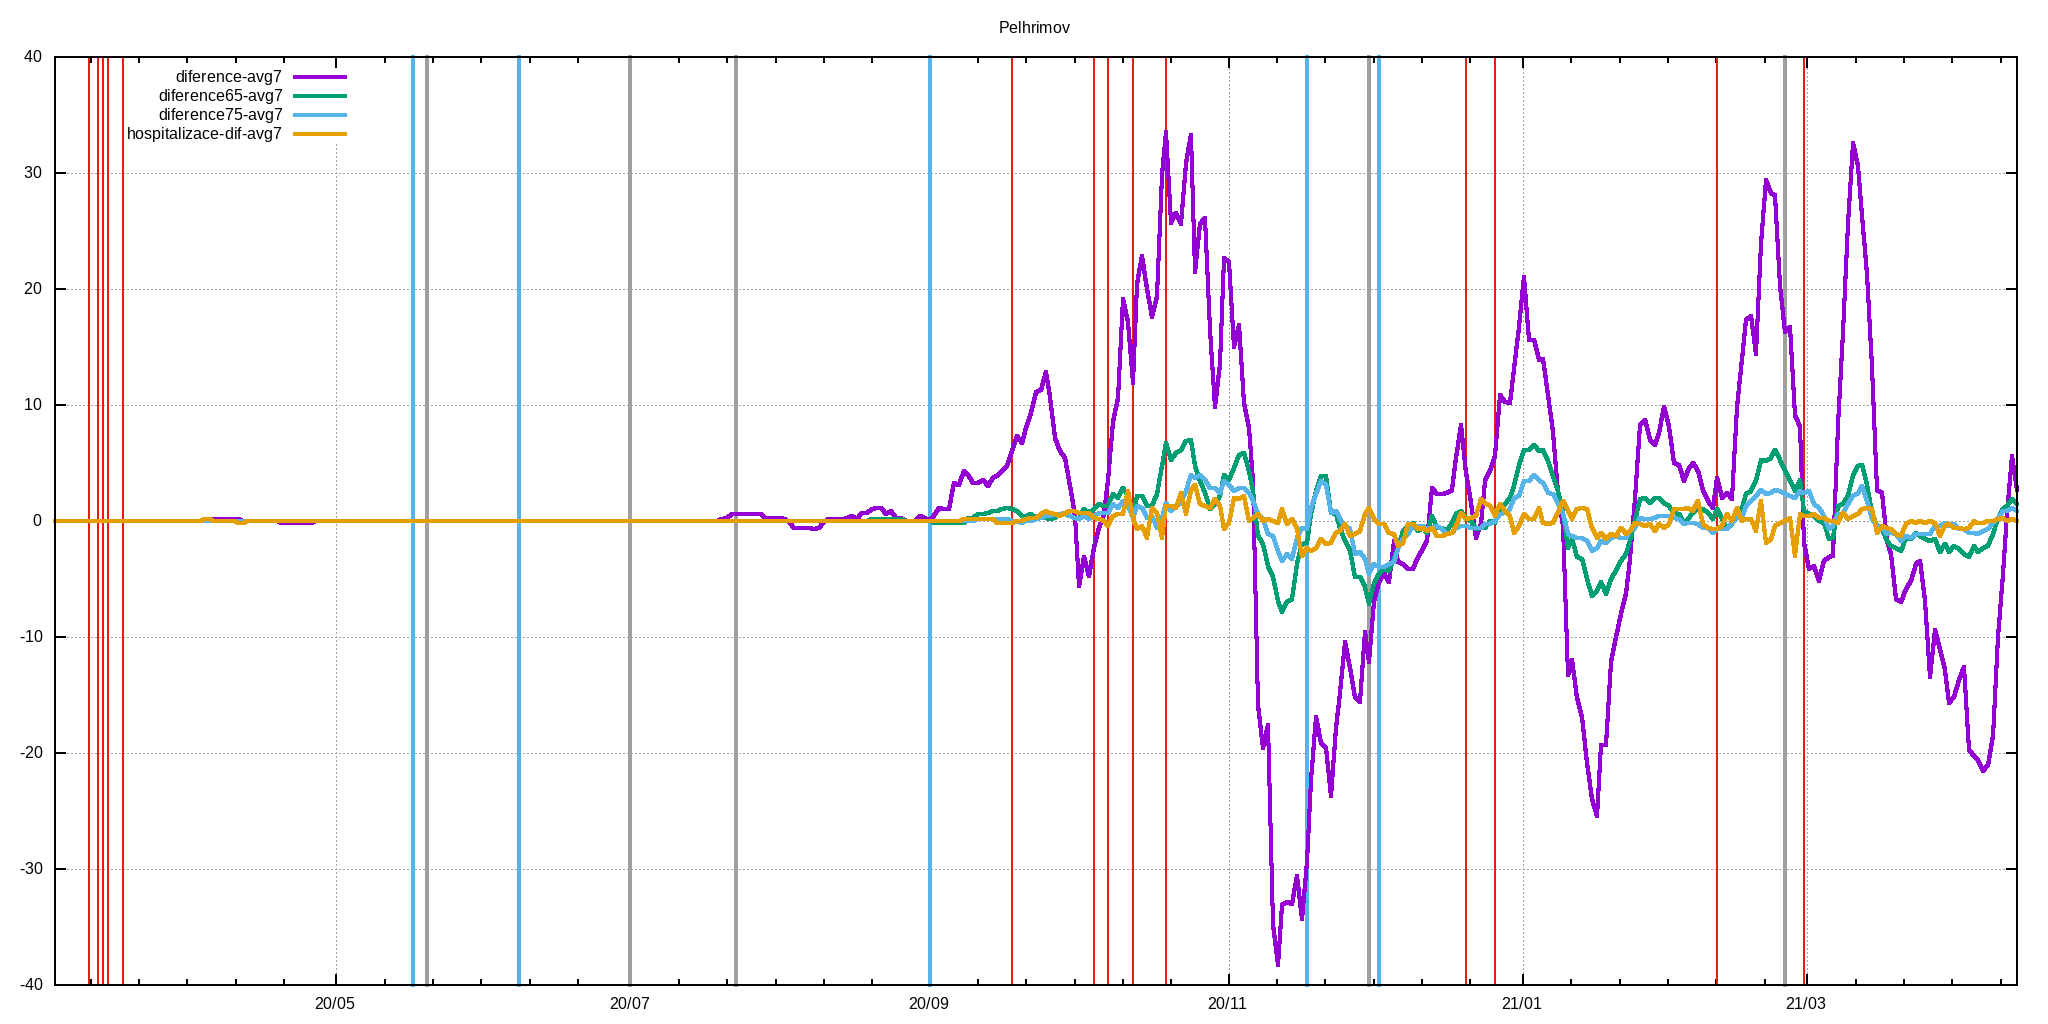 Pelhrimov
diference-avg7
diference65-avg7
diference75-avg7
hospitalizace-dif-avg7
40
30
20
10
0
-10
-20
-30
-40
20/05 20/07 20/09 20/11 21/01 21/03